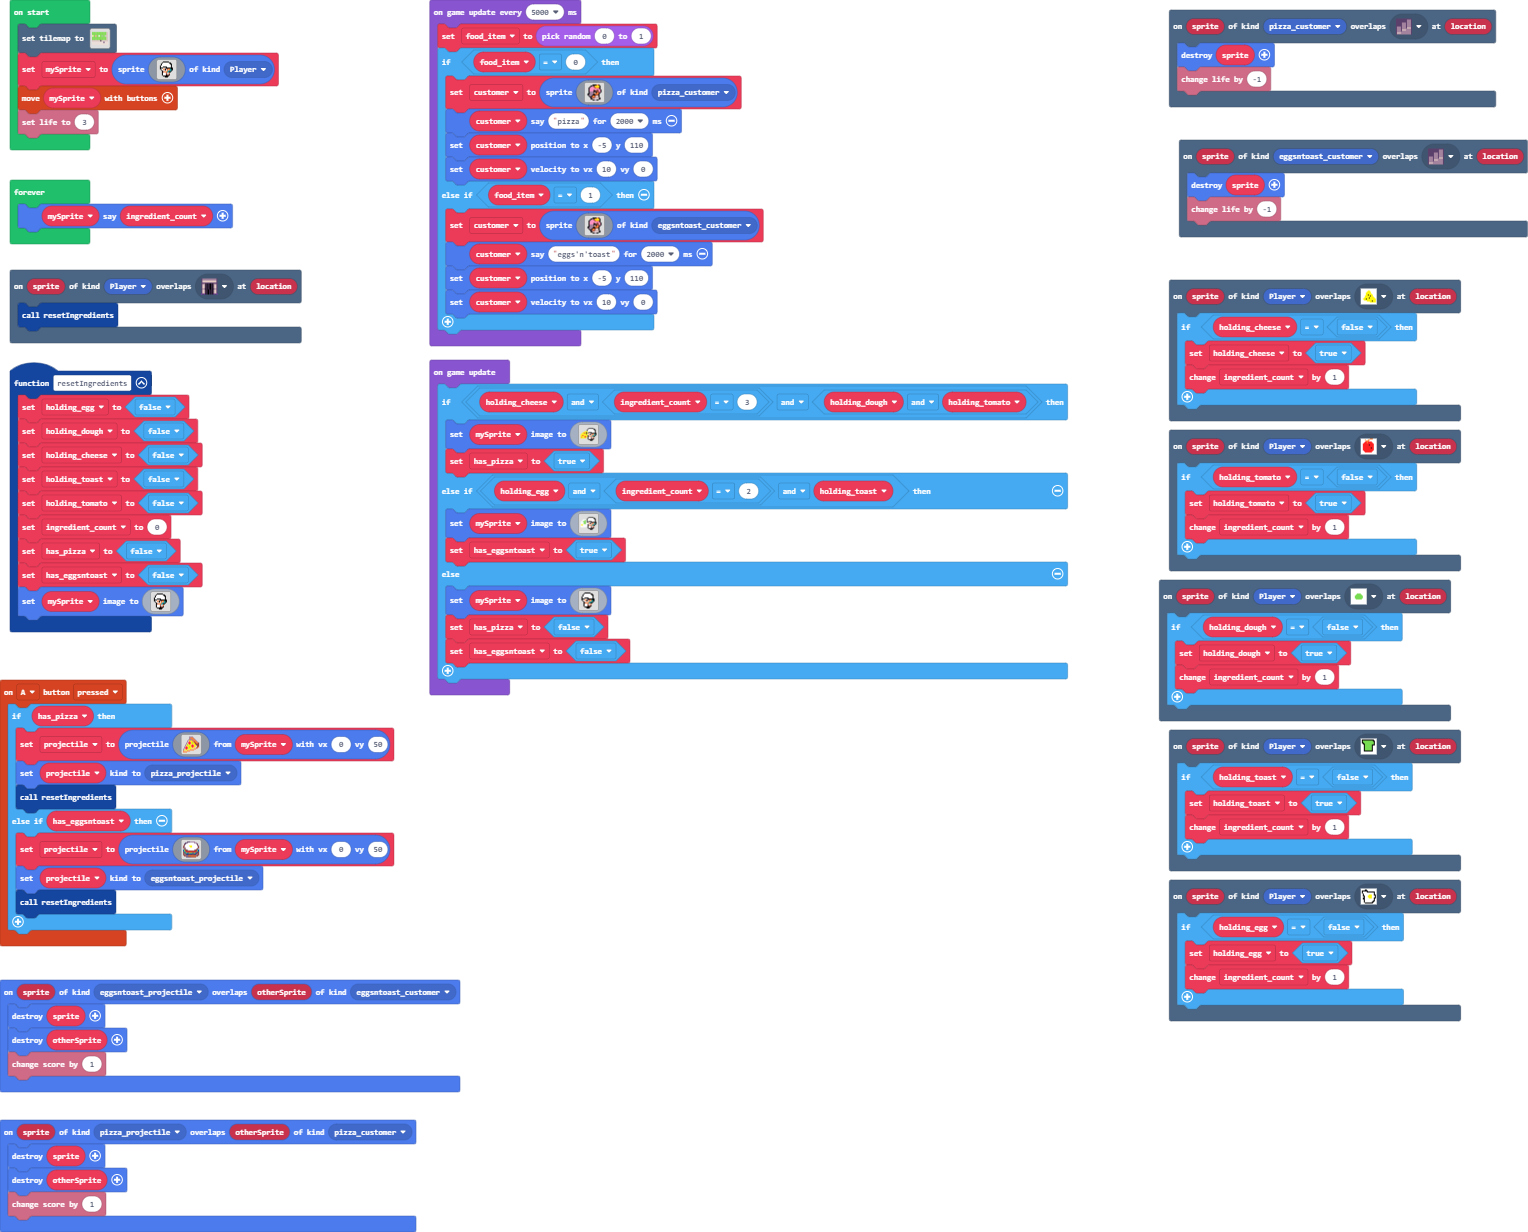 on start
set tilemap to
set mySprite to sprite of kind Player
move mySprite with buttons
set life to 3
forever
mySprite say ingredient_count
on sprite of kind Player overlaps at location
call resetIngredients
function resetIngredients
set holding_egg to false
set holding_dough to false
set holding_cheese to false
set holding_toast to false
set holding_tomato to false
set ingredient_count to 0
set has_pizza to false
set has_eggsntoast to false
set mySprite image to
on A button pressed
if has_pizza then
set projectile to projectile from mySprite with vx 0 vy 50
set projectile kind to pizza_projectile
call resetIngredients
else if has_eggsntoast then
set projectile to projectile from mySprite with vx 0 vy 50
set projectile kind to eggsntoast_projectile
call resetIngredients
on sprite of kind eggsntoast_projectile overlaps otherSprite of kind eggsntoast_customer
destroy sprite
destroy otherSprite
change score by 1
on sprite of kind pizza_projectile overlaps otherSprite of kind pizza_customer
destroy sprite
destroy otherSprite
change score by 1
on game update every 5000 ms
set food_item to pick random 0 to 1
if food_item = 0 then
set customer to sprite of kind pizza_customer
customer say "pizza" for 2000 ms
set customer position to x -5 y 110
set customer velocity to vx 10 vy 0
else if food_item = 1 then
set customer to sprite of kind eggsntoast_customer
customer say "eggs'n'toast" for 2000 ms
set customer position to x -5 y 110
set customer velocity to vx 10 vy 0
on game update
if holding_cheese and ingredient_count = 3 and holding_dough and holding_tomato then
set mySprite image to
set has_pizza to true
else if holding_egg and ingredient_count = 2 and holding_toast then
set mySprite image to
set has_eggsntoast to true
else
set mySprite image to
set has_pizza to false
set has_eggsntoast to false
on sprite of kind pizza_customer overlaps at location
destroy sprite
change life by -1
on sprite of kind eggsntoast_customer overlaps at location
destroy sprite
change life by -1
on sprite of kind Player overlaps at location
if holding_cheese = false then
set holding_cheese to true
change ingredient_count by 1
on sprite of kind Player overlaps at location
if holding_tomato = false then
set holding_tomato to true
change ingredient_count by 1
on sprite of kind Player overlaps at location
if holding_dough = false then
set holding_dough to true
change ingredient_count by 1
on sprite of kind Player overlaps at location
if holding_toast = false then
set holding_toast to true
change ingredient_count by 1
on sprite of kind Player overlaps at location
if holding_egg = false then
set holding_egg to true
change ingredient_count by 1